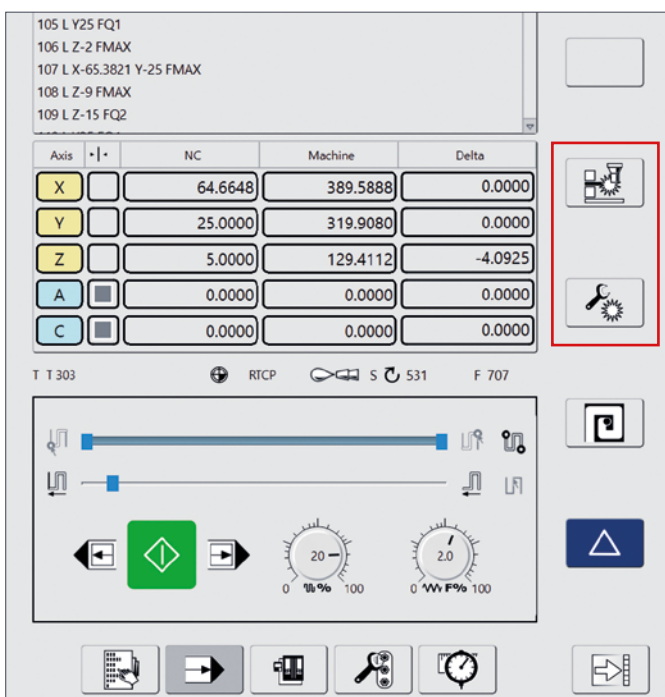 105 L Y25 FQ1
106 L Z-2 FMAX
107 L X-65.3821 Y-25 FMAX
108 L Z-9 FMAX
109 L Z-15 FQ2
Axis NC Machine Delta
X 64.6648 389.5888 0.0000
Y 25.0000 319.9080 0.0000
Z 5.0000 129.4112 -4.0925
A 0.0000 0.0000 0.0000
C 0.0000 0.0000 0.0000
T T 303 RTCP S 531 F 707
20 2.0
0 % 100 0 F% 100